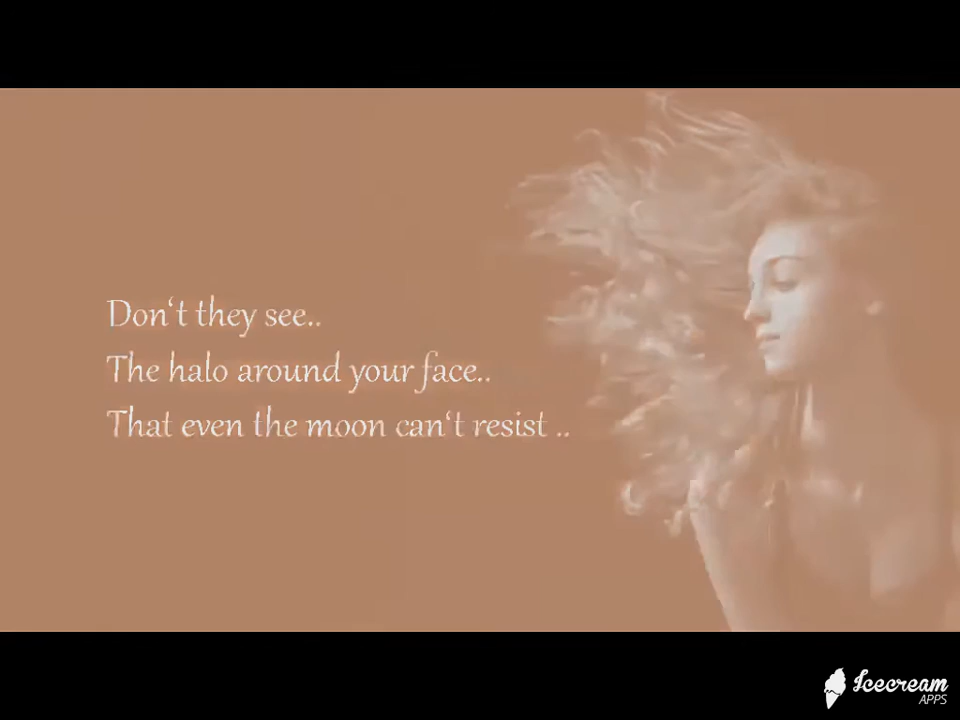 Don‘t they see..
The halo around your face..
That even the moon can‘t resist ..
Icecream
APPS